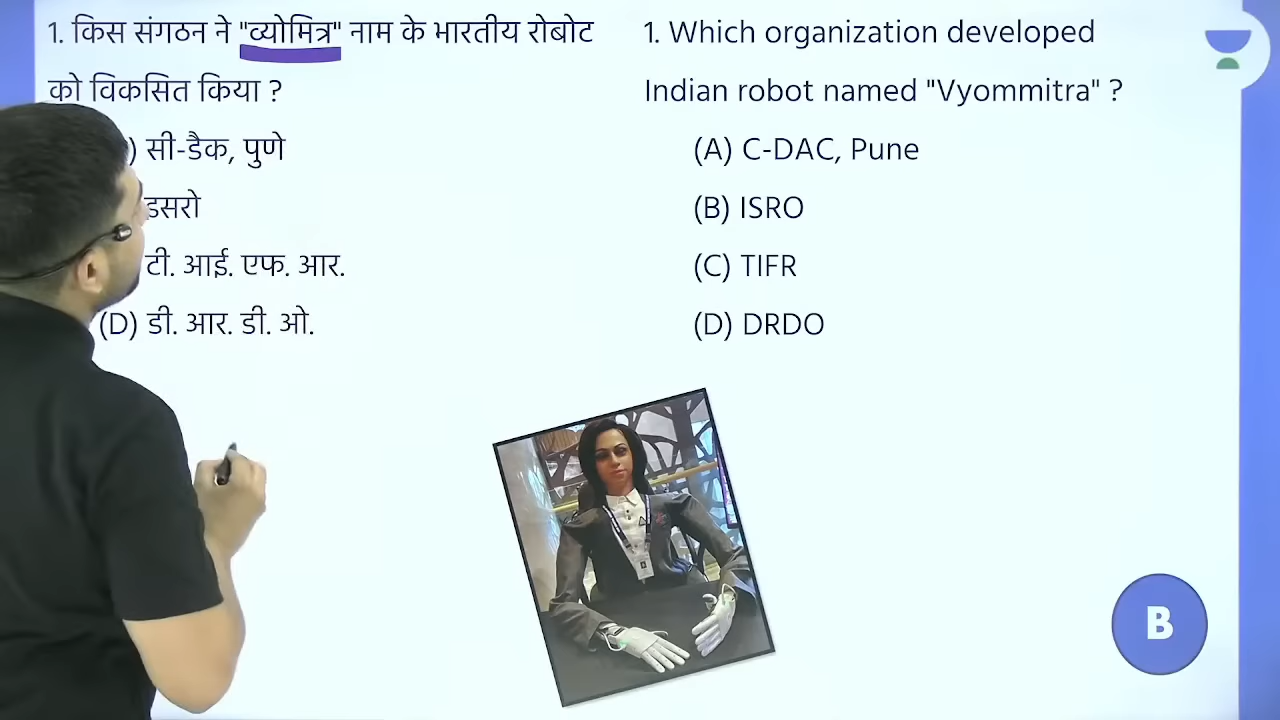 1. किस संगठन ने "व्योमित्र" नाम के भारतीय रोबोट
को विकसित किया ?
) सी-डैक, पुणे
इसरो
टी. आई. एफ. आर.
(D) डी. आर. डी. ओ.
1. Which organization developed
Indian robot named "Vyommitra" ?
(A) C-DAC, Pune
(B) ISRO
(C) TIFR
(D) DRDO
B